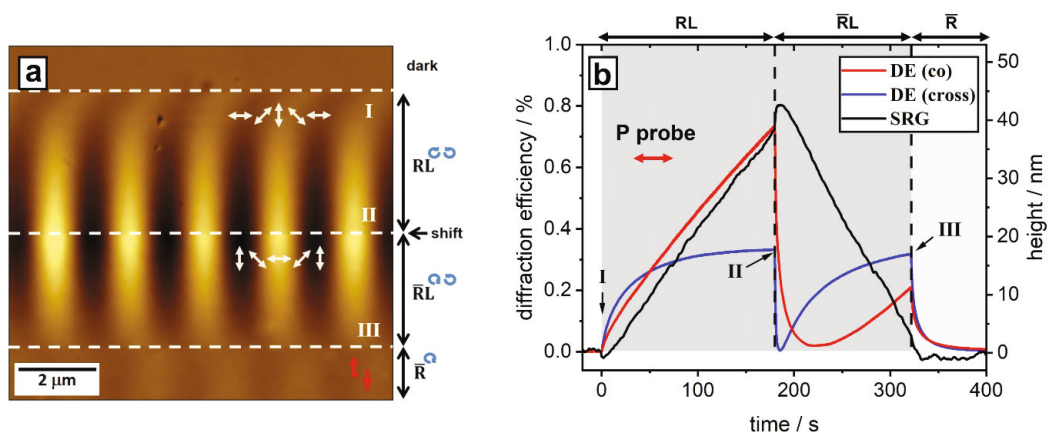 a
dark
I
RL
II
shift
R̅L
III
R̅
2 μm
RL
R̅L
R̅
b
DE (co)
DE (cross)
SRG
P probe
I
II
III
1.0
0.8
0.6
0.4
0.2
0.0
diffraction efficiency / %
50
40
30
20
10
0
height / nm
0
100
200
300
400
time / s